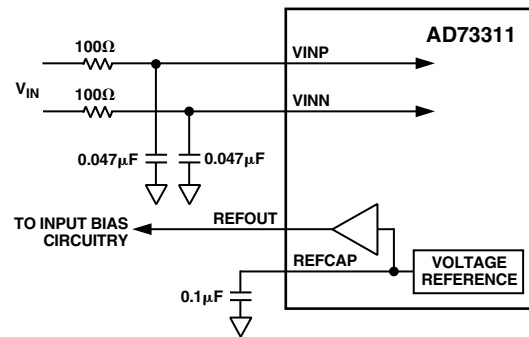 AD73311
100Ω
VINP
VIN
100Ω
VINN
0.047μF
0.047μF
TO INPUT BIAS
CIRCUITRY
REFOUT
REFCAP
VOLTAGE
REFERENCE
0.1μF